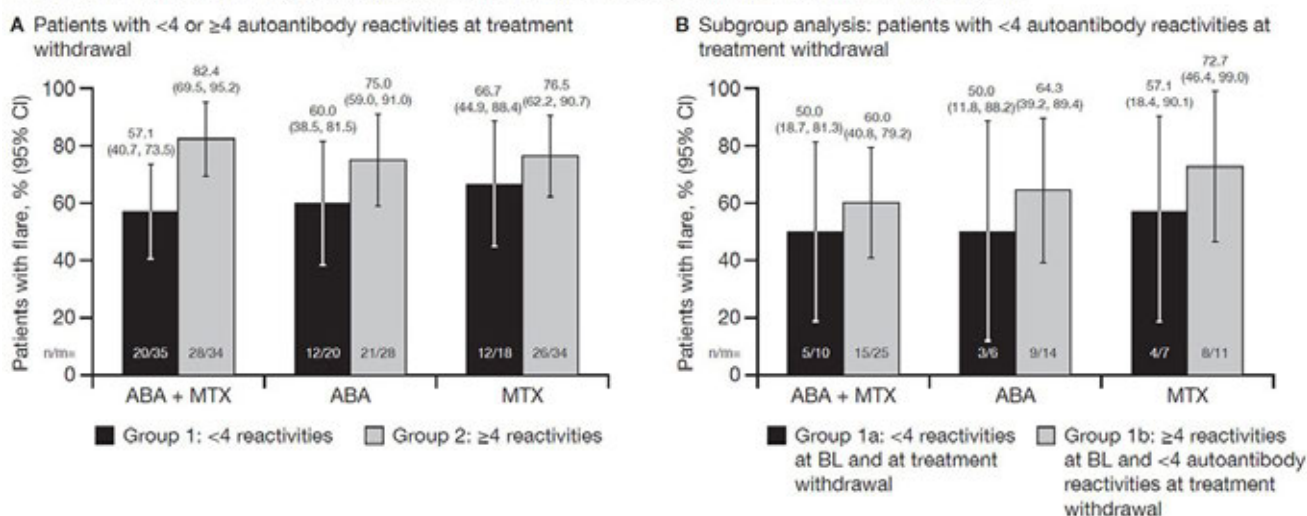 A Patients with <4 or ≥4 autoantibody reactivities at treatment
withdrawal
Patients with flare, % (95% CI)
100
80
60
40
20
0
57.1
(40.7, 73.5)
82.4
(69.5, 95.2)
60.0
(38.5, 81.5)
75.0
(59.0, 91.0)
66.7
(44.9, 88.4)
76.5
(62.2, 90.7)
n/m=
20/35
28/34
12/20
21/28
12/18
26/34
ABA + MTX
ABA
MTX
Group 1: <4 reactivities
Group 2: ≥4 reactivities
B Subgroup analysis: patients with <4 autoantibody reactivities at
treatment withdrawal
Patients with flare, % (95% CI)
100
80
60
40
20
0
50.0
(18.7, 81.3)
60.0
(40.8, 79.2)
50.0
(11.8, 88.2)
64.3
(39.2, 89.4)
57.1
(18.4, 90.1)
72.7
(46.4, 99.0)
n/m=
5/10
15/25
3/6
9/14
4/7
8/11
ABA + MTX
ABA
MTX
Group 1a: <4 reactivities
at BL and at treatment
withdrawal
Group 1b: ≥4 reactivities
at BL and <4 autoantibody
reactivities at treatment
withdrawal